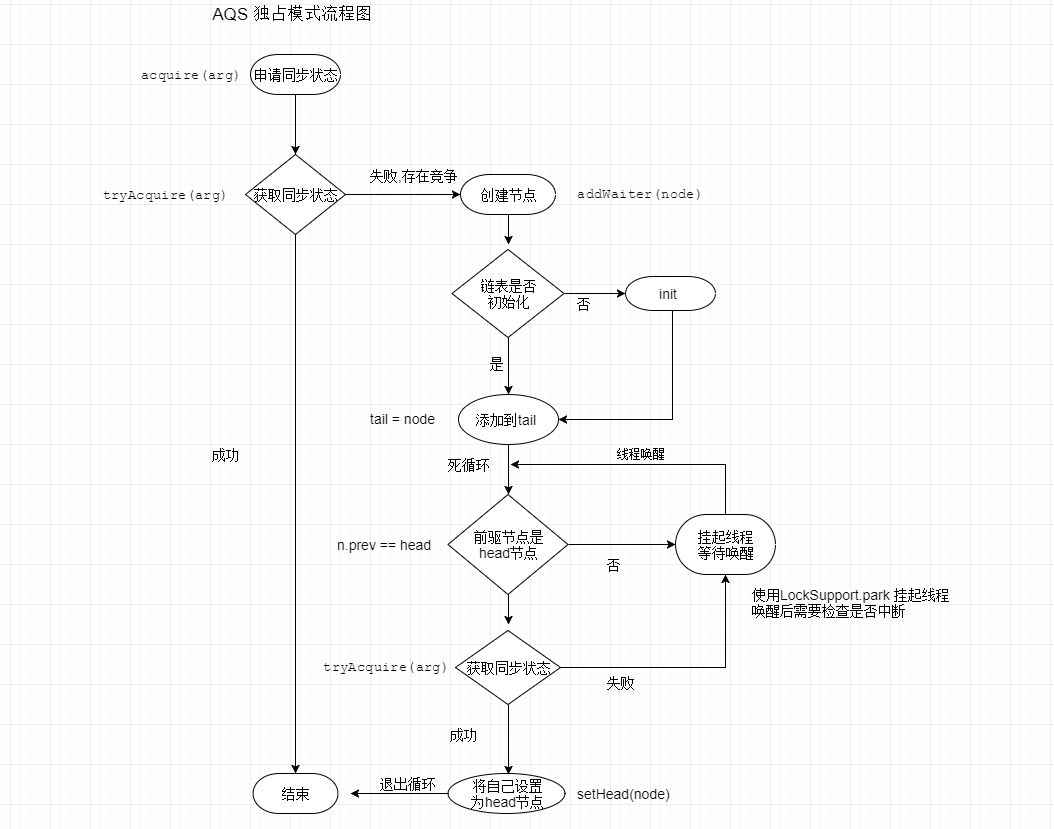 AQS 独占模式流程图
acquire(arg)
申请同步状态
失败,存在竞争
tryAcquire(arg)
获取同步状态
创建节点
addWaiter(node)
链表是否
初始化
否
init
是
tail = node
添加到tail
成功
死循环
线程唤醒
n.prev == head
前驱节点是
head节点
否
挂起线程
等待唤醒
使用LockSupport.park 挂起线程
唤醒后需要检查是否中断
tryAcquire(arg)
获取同步状态
失败
成功
结束
退出循环
将自己设置
为head节点
setHead(node)